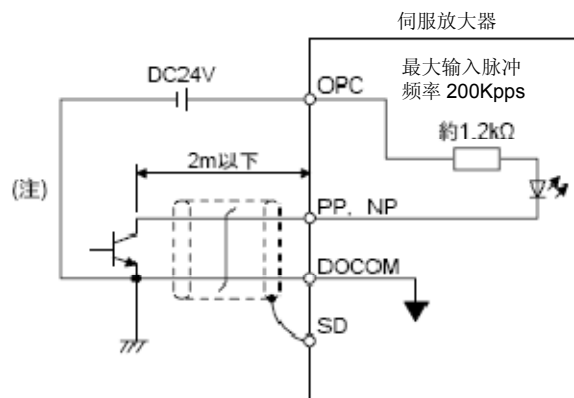 伺服放大器
DC24V
OPC
最大输入脉冲
频率 200Kpps
約1.2kΩ
2m以下
(注)
PP、NP
DOCOM
SD